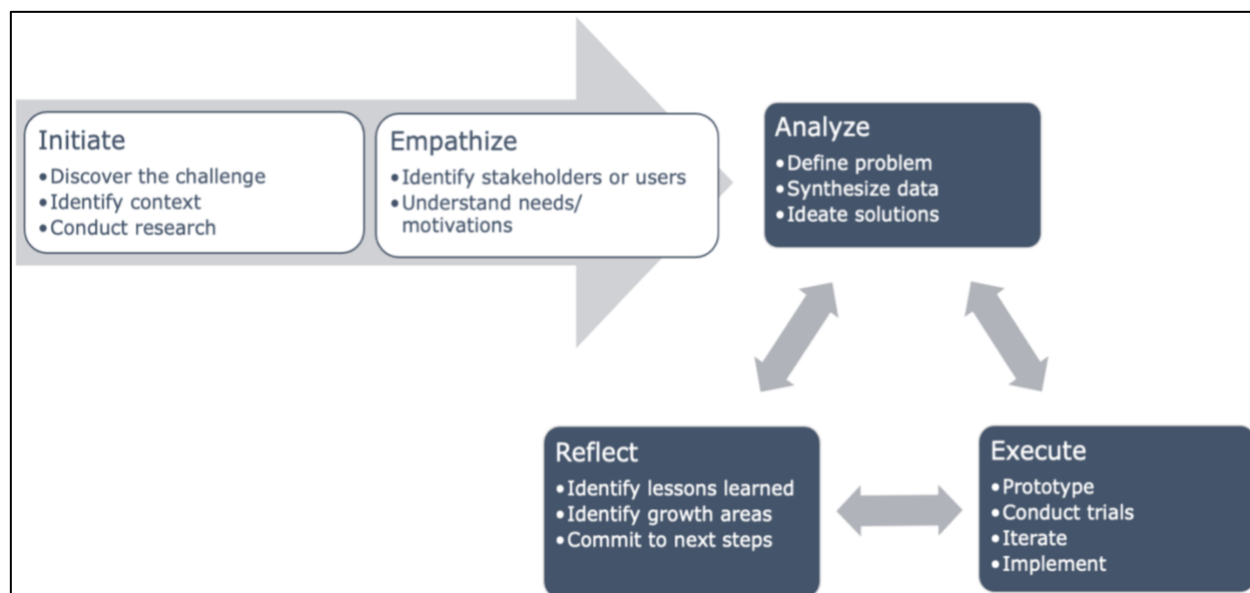 Initiate
•Discover the challenge
•Identify context
•Conduct research
Empathize
•Identify stakeholders or users
•Understand needs/
motivations
Analyze
•Define problem
•Synthesize data
•Ideate solutions
Reflect
•Identify lessons learned
•Identify growth areas
•Commit to next steps
Execute
•Prototype
•Conduct trials
•Iterate
•Implement